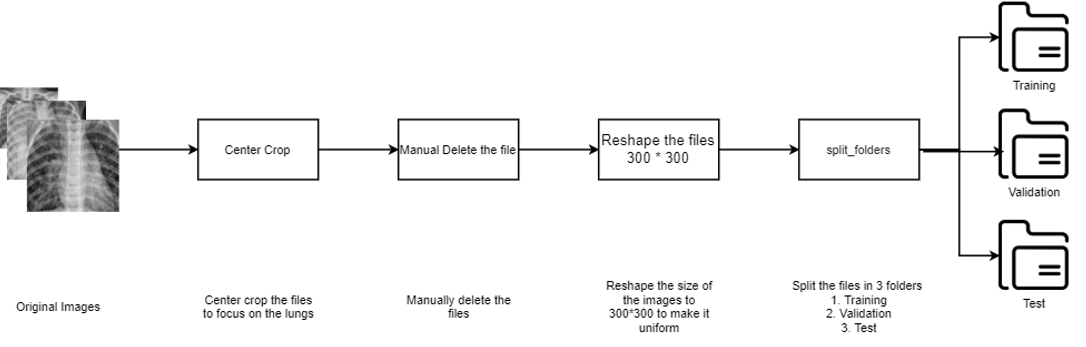 Training
Center Crop
Manual Delete the file
Reshape the files
300 * 300
split_folders
Validation
Original Images
Center crop the files
to focus on the lungs
Manually delete the
files
Reshape the size of
the images to
300*300 to make it
uniform
Split the files in 3 folders
1. Training
2. Validation
3. Test
Test